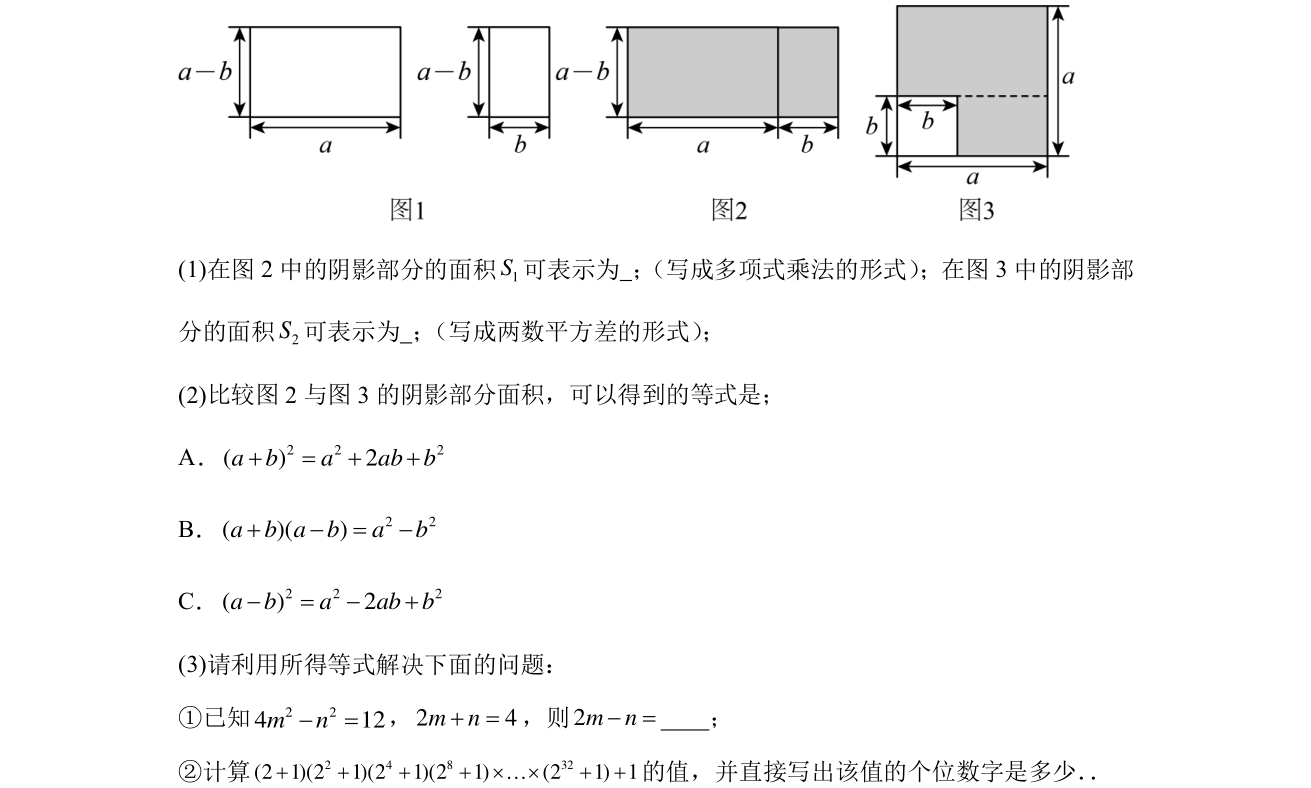 a−b
a
a−b
b
a−b
a
b
b
b
a
a
图1
图2
图3
(1)在图 2 中的阴影部分的面积S₁可表示为_;（写成多项式乘法的形式）；在图 3 中的阴影部
分的面积S₂可表示为_;（写成两数平方差的形式）;
(2)比较图 2 与图 3 的阴影部分面积，可以得到的等式是;
A． (a+b)² = a² + 2ab + b²
B． (a+b)(a−b) = a² − b²
C． (a−b)² = a² − 2ab + b²
(3)请利用所得等式解决下面的问题：
①已知 4m² − n² = 12， 2m + n = 4，则 2m − n = ____;
②计算 (2+1)(2²+1)(2⁴+1)(2⁸+1)×…×(2³²+1)+1 的值，并直接写出该值的个位数字是多少. .